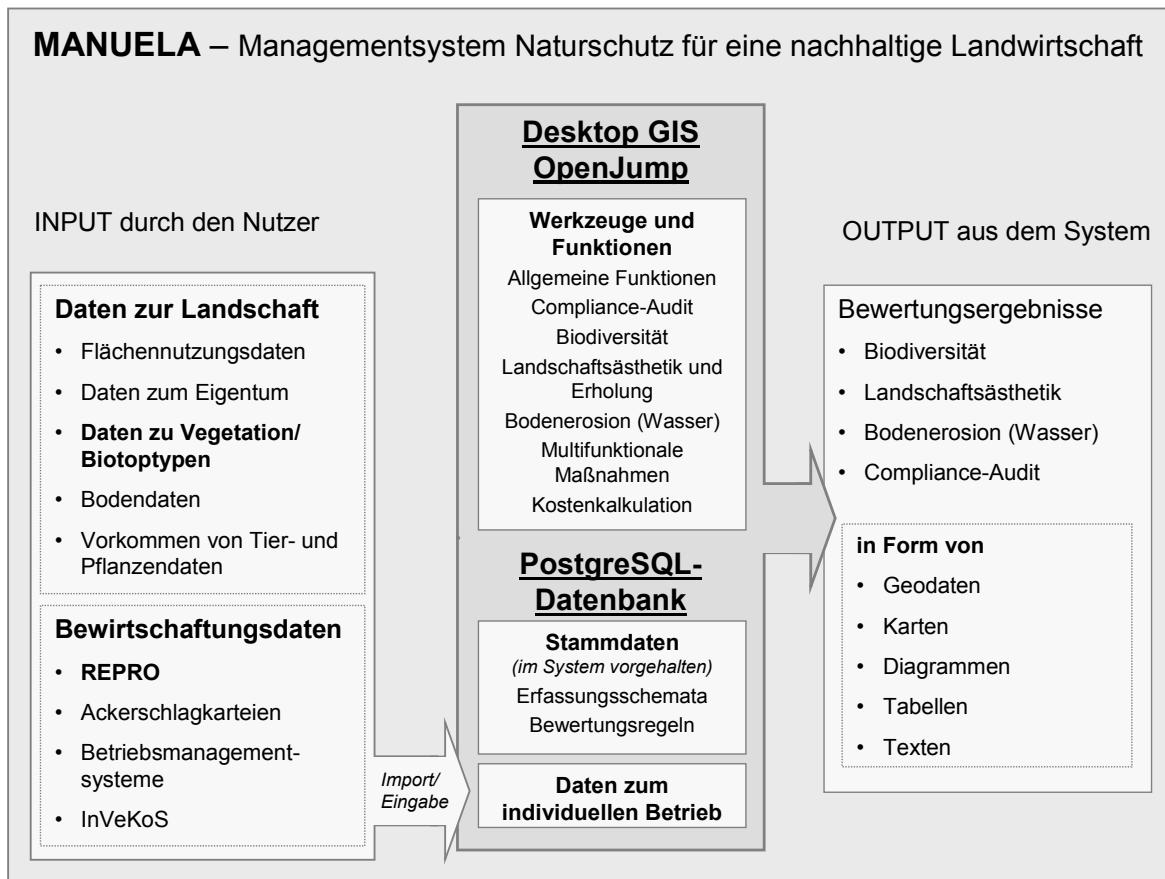 MANUELA – Managementsystem Naturschutz für eine nachhaltige Landwirtschaft
INPUT durch den Nutzer
Daten zur Landschaft
• Flächennutzungsdaten
• Daten zum Eigentum
• Daten zu Vegetation/
Biotoptypen
• Bodendaten
• Vorkommen von Tier- und
Pflanzendaten
Bewirtschaftungsdaten
• REPRO
• Ackerschlagkarteien
• Betriebsmanagement-
systeme
• InVeKoS
Import/
Eingabe
Desktop GIS
OpenJump
Werkzeuge und
Funktionen
Allgemeine Funktionen
Compliance-Audit
Biodiversität
Landschaftsästhetik und
Erholung
Bodenerosion (Wasser)
Multifunktionale
Maßnahmen
Kostenkalkulation
PostgreSQL-
Datenbank
Stammdaten
(im System vorgehalten)
Erfassungsschemata
Bewertungsregeln
Daten zum
individuellen Betrieb
OUTPUT aus dem System
Bewertungsergebnisse
• Biodiversität
• Landschaftsästhetik
• Bodenerosion (Wasser)
• Compliance-Audit
in Form von
• Geodaten
• Karten
• Diagrammen
• Tabellen
• Texten